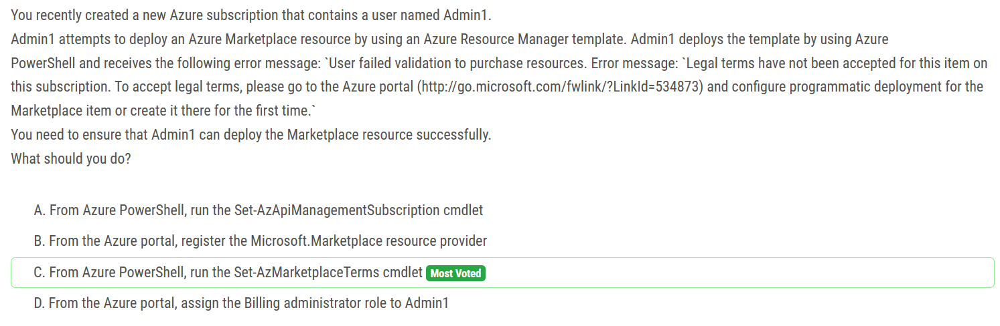 You recently created a new Azure subscription that contains a user named Admin1.
Admin1 attempts to deploy an Azure Marketplace resource by using an Azure Resource Manager template. Admin1 deploys the template by using Azure
PowerShell and receives the following error message: `User failed validation to purchase resources. Error message: `Legal terms have not been accepted for this item on
this subscription. To accept legal terms, please go to the Azure portal (http://go.microsoft.com/fwlink/?LinkId=534873) and configure programmatic deployment for the
Marketplace item or create it there for the first time.`
You need to ensure that Admin1 can deploy the Marketplace resource successfully.
What should you do?
A. From Azure PowerShell, run the Set-AzApiManagementSubscription cmdlet
B. From the Azure portal, register the Microsoft.Marketplace resource provider
C. From Azure PowerShell, run the Set-AzMarketplaceTerms cmdlet Most Voted
D. From the Azure portal, assign the Billing administrator role to Admin1